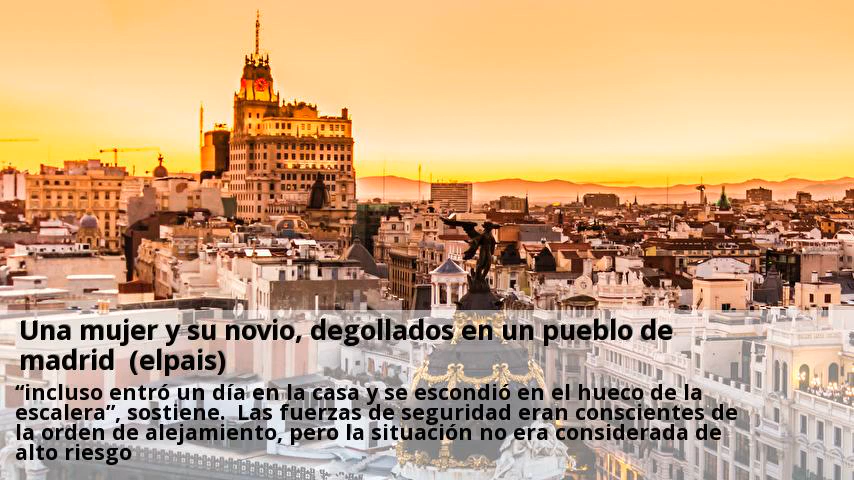 Una mujer y su novio, degollados en un pueblo de
madrid  (elpais)
“incluso entró un día en la casa y se escondió en el hueco de la
escalera”, sostiene.  Las fuerzas de seguridad eran conscientes de
la orden de alejamiento, pero la situación no era considerada de
alto riesgo